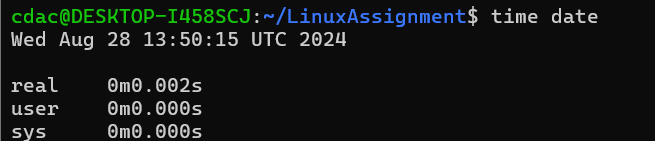 cdac@DESKTOP-I458SCJ:~/LinuxAssignment$ time date
Wed Aug 28 13:50:15 UTC 2024
real    0m0.002s
user    0m0.000s
sys     0m0.000s